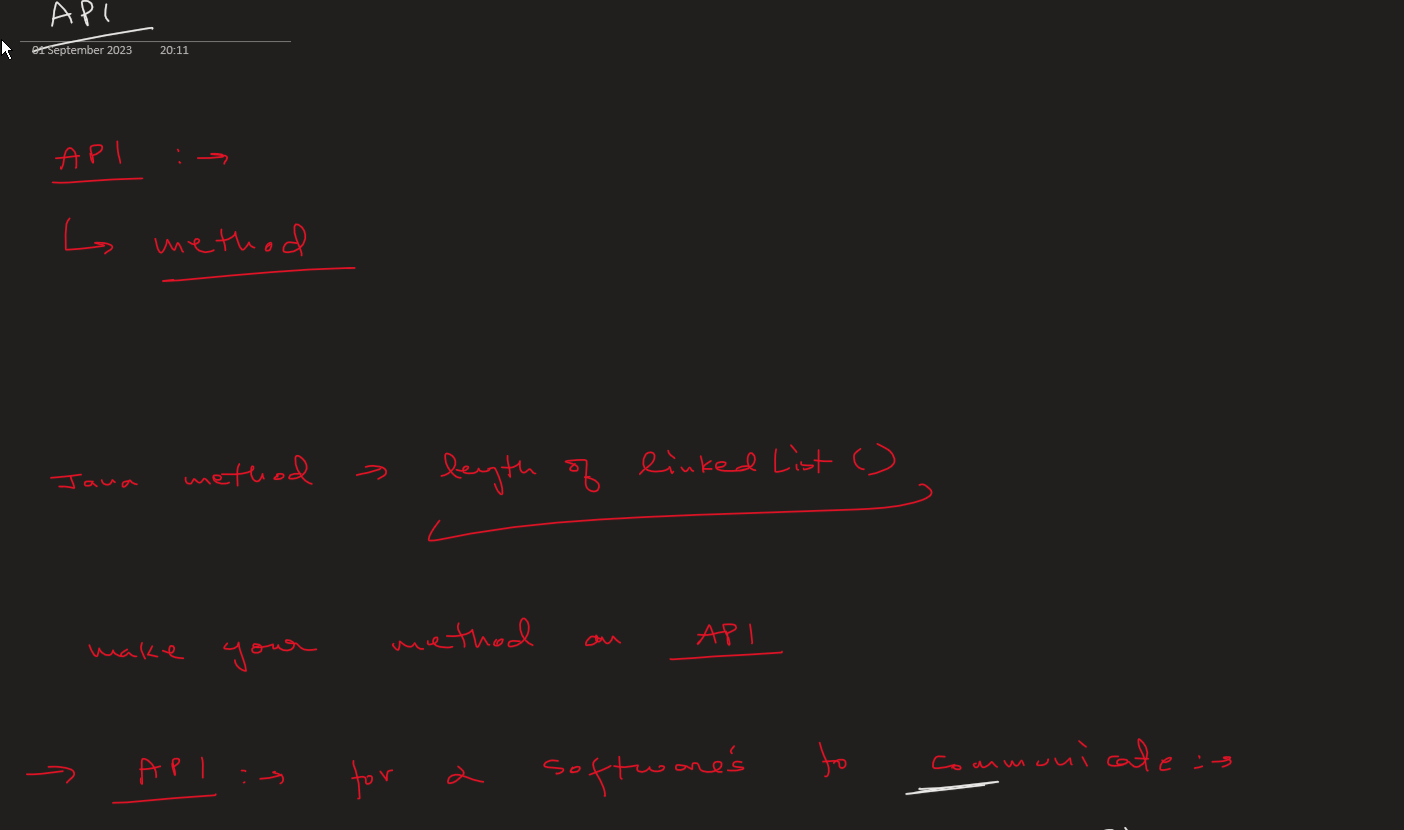 API
01 September 2023 20:11
API :→
↳ method
Java method → length of linkedList ()
make your method an API
→ API :→ for 2 software's to communicate :→